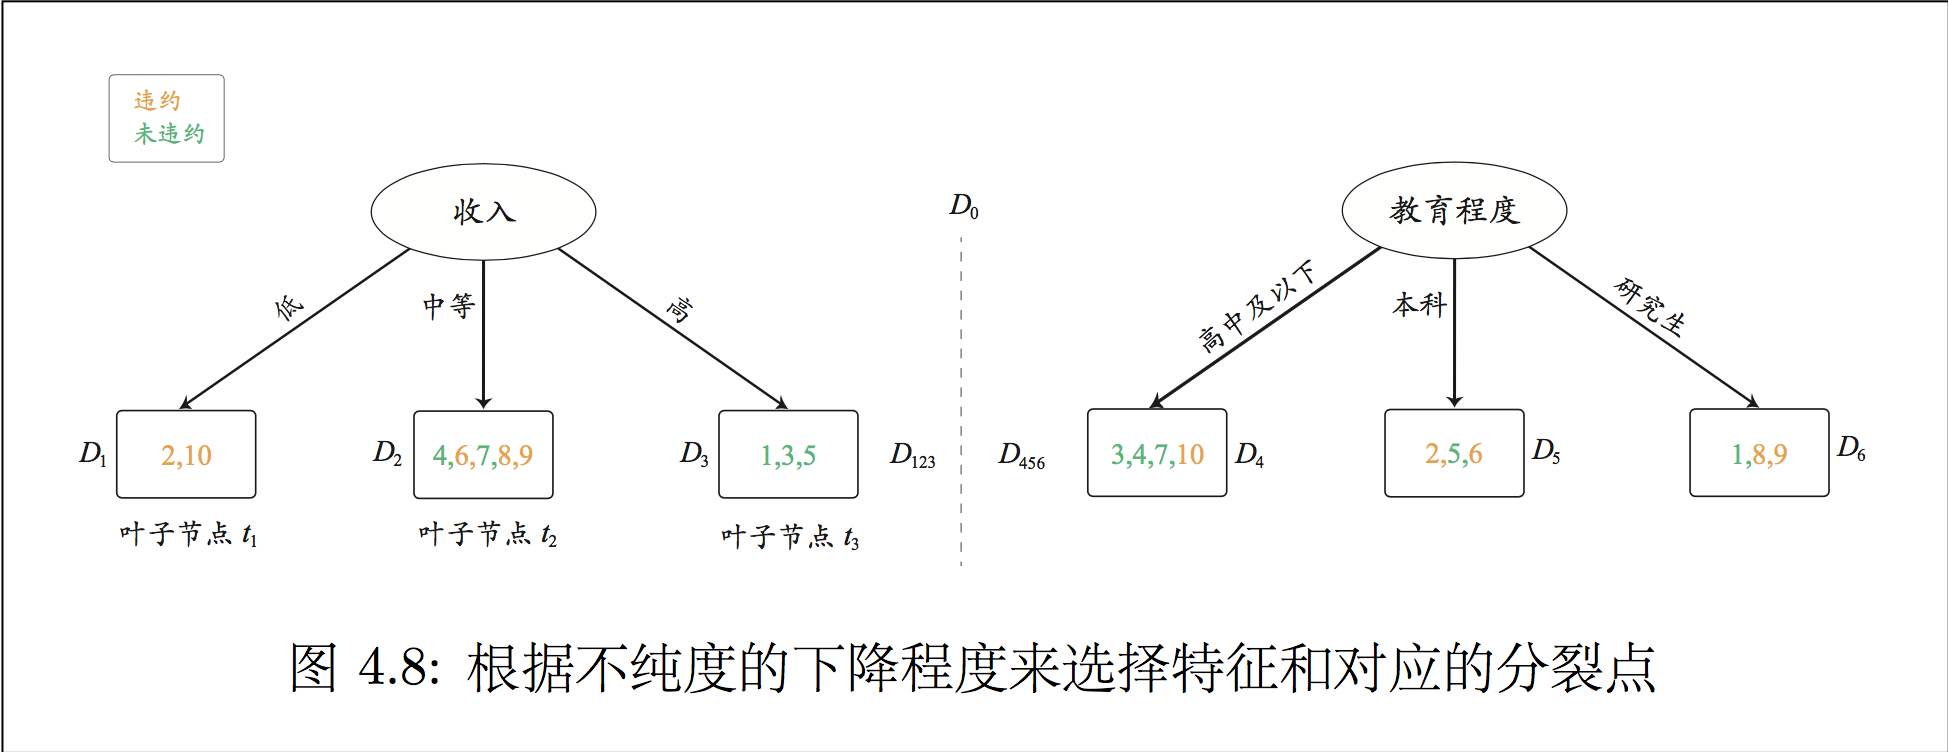 违约
未违约
收入
D0
教育程度
低
中等
高
高中及以下
本科
研究生
D1
2,10
D2
4,6,7,8,9
D3
1,3,5
D123
D456
3,4,7,10
D4
2,5,6
D5
1,8,9
D6
叶子节点 t1
叶子节点 t2
叶子节点 t3
图 4.8: 根据不纯度的下降程度来选择特征和对应的分裂点